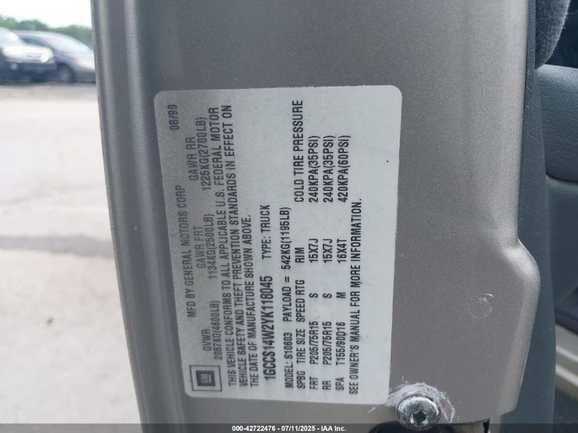 MFD BY GENERAL MOTORS CORP 08/99
GVWR GAWR FRT GAWR RR
2087KG(4600LB) 1134KG(2500LB) 1225KG(2700LB)
THIS VEHICLE CONFORMS TO ALL APPLICABLE U.S. FEDERAL MOTOR
VEHICLE SAFETY AND THEFT PREVENTION STANDARDS IN EFFECT ON
THE DATE OF MANUFACTURE SHOWN ABOVE.
1GCCS14W2YK118045 TYPE: TRUCK
MODEL: S10603 PAYLOAD = 542KG(1195LB)
SPBG TIRE SIZE SPEED RTG RIM COLD TIRE PRESSURE
FRT P205/75R15 S 15X7J 240KPA(35PSI)
RR P205/75R15 S 15X7J 240KPA(35PSI)
SPA T155/90D16 M 16X4T 420KPA(60PSI)
SEE OWNER'S MANUAL FOR MORE INFORMATION.
GM
000-42722476 - 07/11/2025 - © IAA, Inc.